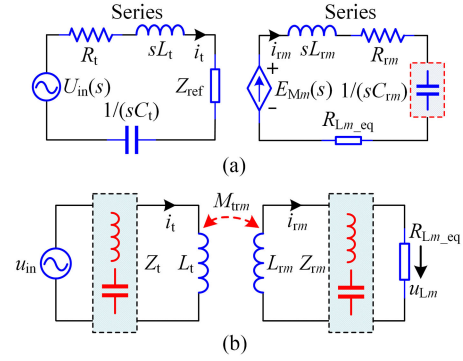 Series
Series
R_t
sL_t
i_t
i_rm
sL_rm
R_rm
U_in(s)
Z_ref
+
E_Mm(s)
-
1/(sC_rm)
1/(sC_t)
R_Lm_eq
(a)
M_trm
i_t
i_rm
R_Lm_eq
u_in
Z_t
L_t
L_rm
Z_rm
u_Lm
(b)